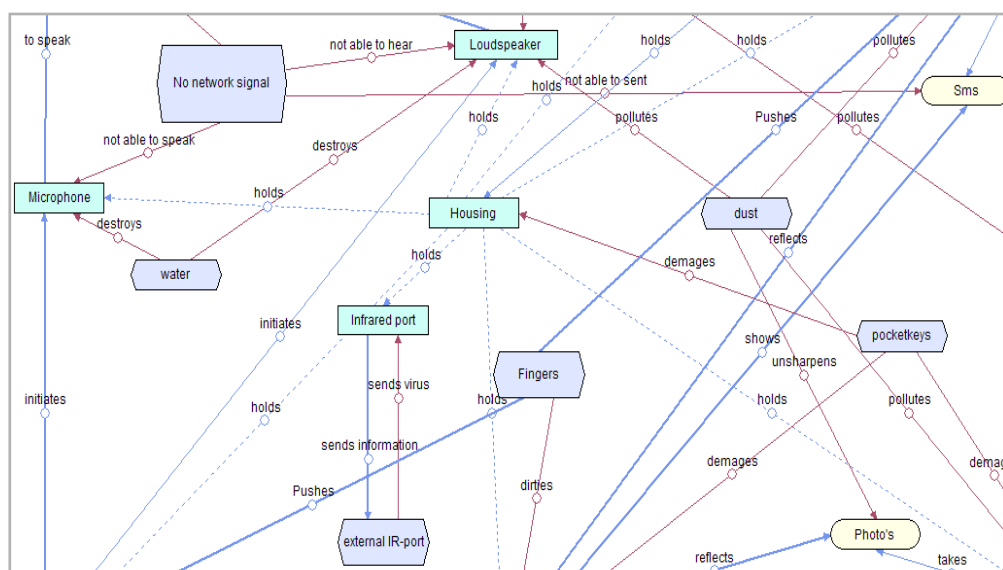 to speak
not able to hear
Loudspeaker
holds
holds
pollutes
No network signal
not able to sent
Sms
holds
holds
pollutes
Pushes
pollutes
not able to speak
destroys
Microphone
holds
Housing
dust
destroys
reflects
water
holds
demages
Infrared port
initiates
pocketkeys
shows
unsharpens
Fingers
sends virus
initiates
holds
holds
holds
pollutes
sends information
demages
demag
Pushes
dirties
external IR-port
Photo's
reflects
takes